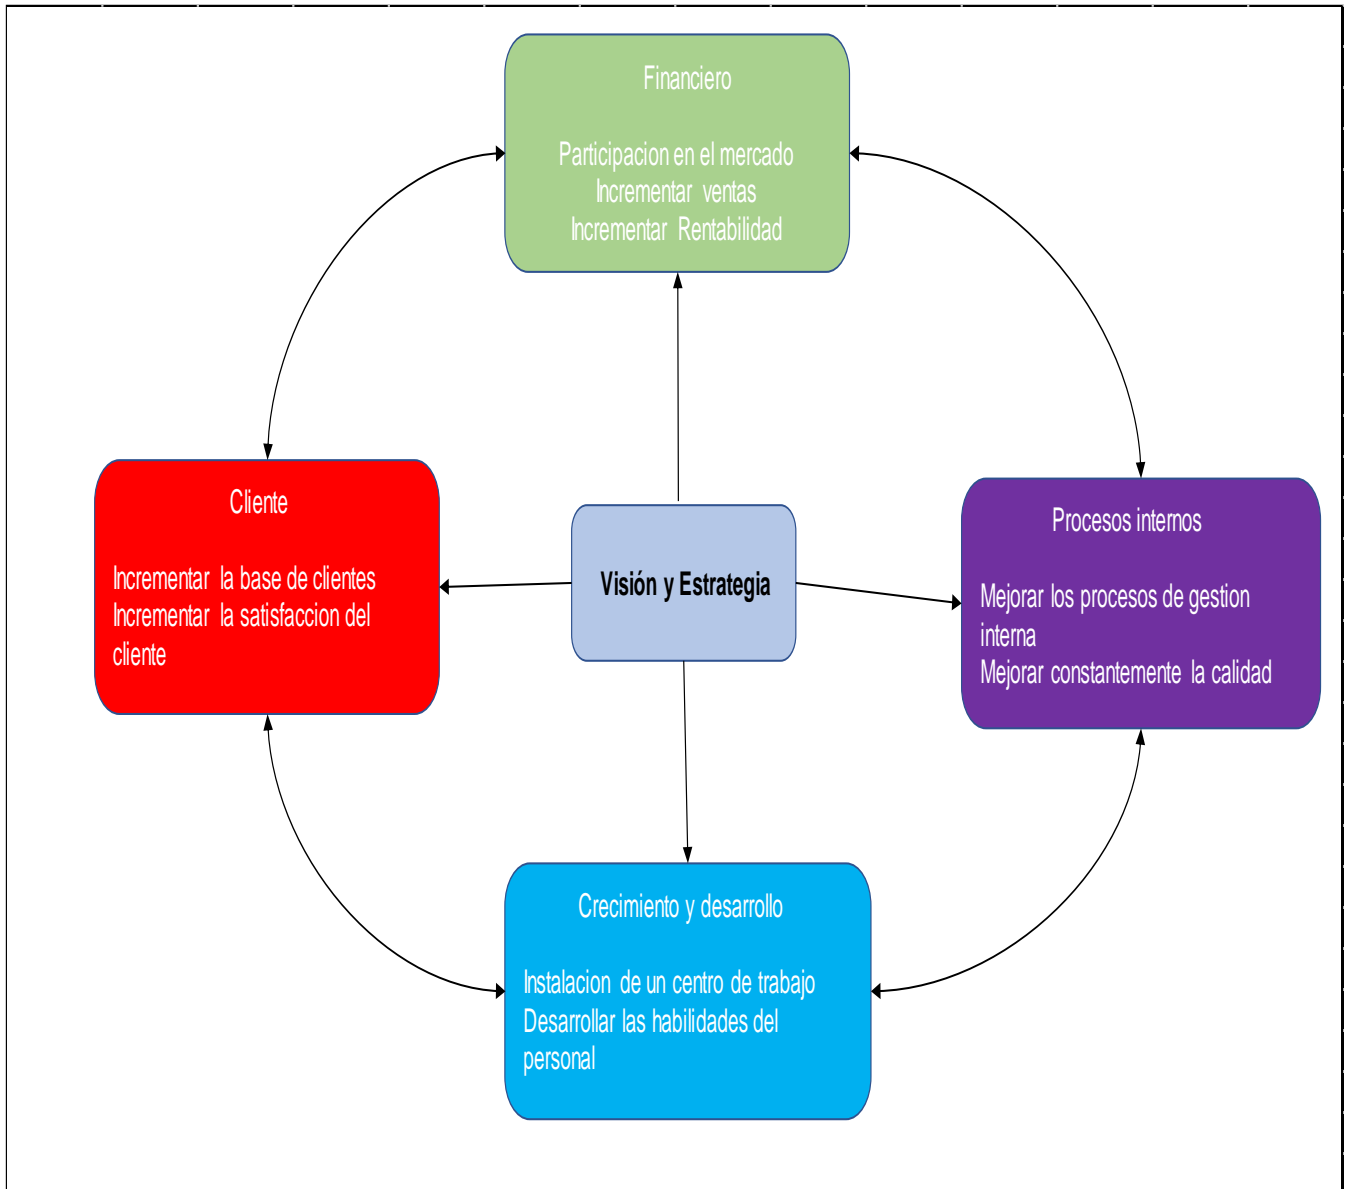 Financiero
Participacion en el mercado
Incrementar ventas
Incrementar Rentabilidad
Cliente
Incrementar la base de clientes
Incrementar la satisfaccion del
cliente
Visión y Estrategia
Procesos internos
Mejorar los procesos de gestion
interna
Mejorar constantemente la calidad
Crecimiento y desarrollo
Instalacion de un centro de trabajo
Desarrollar las habilidades del
personal